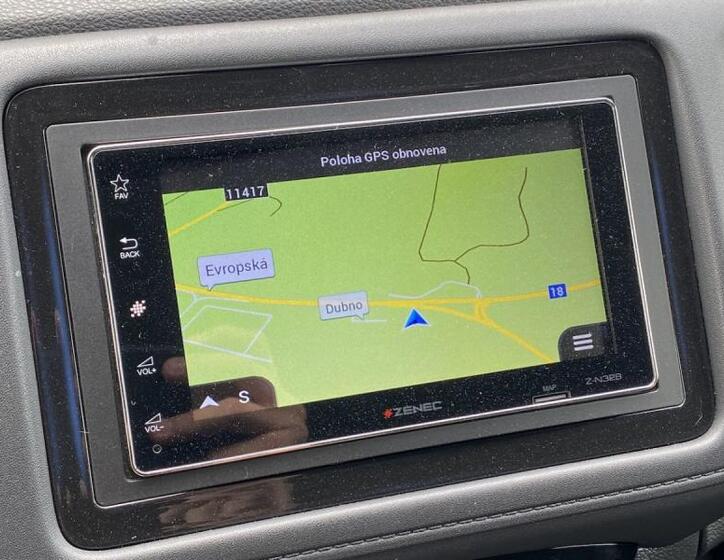 Poloha GPS obnovena
FAV
11417
BACK
Evropská
18
Dubno
VOL+
S
VOL-
ZENEC
MAP
Z-N328